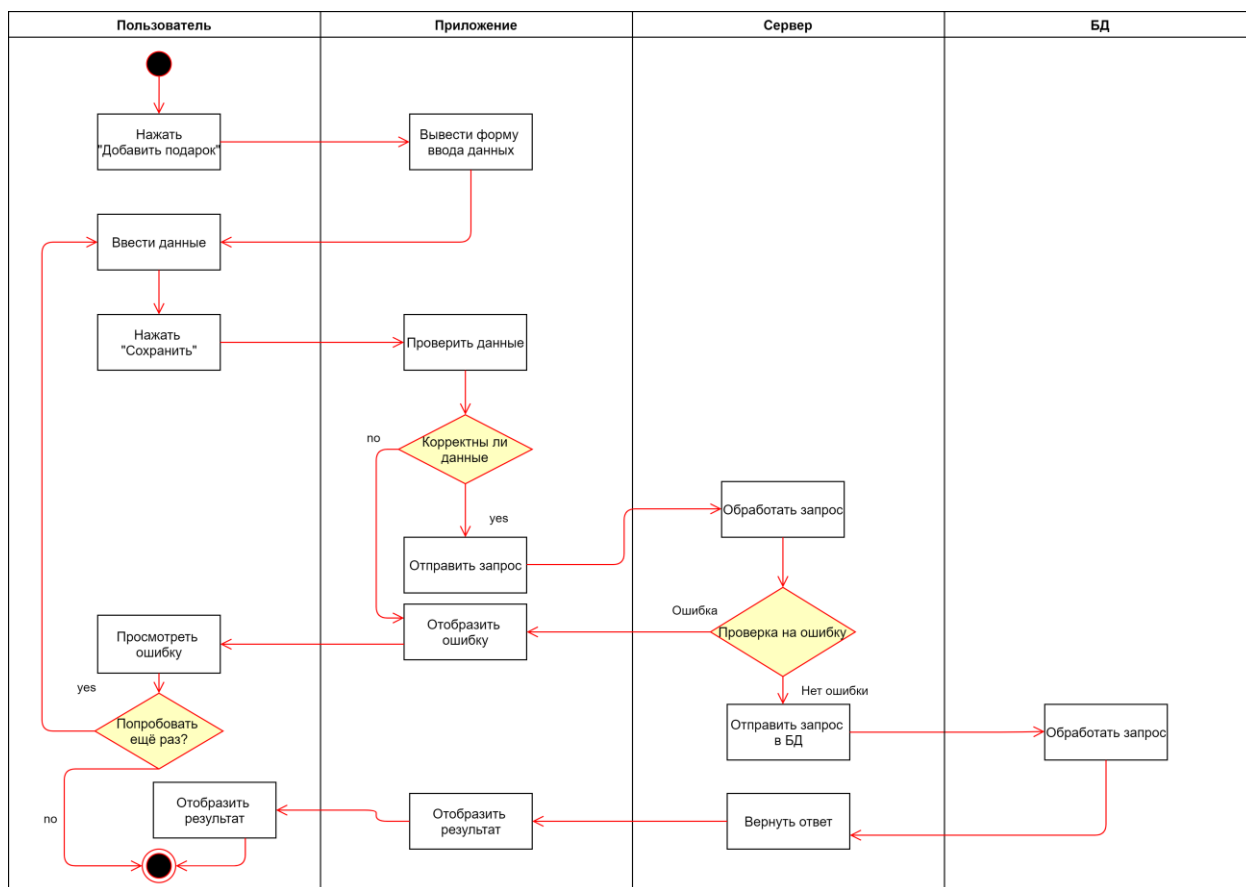 Пользователь
Приложение
Сервер
БД
Нажать
"Добавить подарок"
Вывести форму
ввода данных
Ввести данные
Нажать
"Сохранить"
Проверить данные
Корректны ли
данные
no
yes
Обработать запрос
Отправить запрос
Ошибка
Проверка на ошибку
Отобразить
ошибку
Просмотреть
ошибку
yes
Нет ошибки
Попробовать
ещё раз?
Отправить запрос
в БД
Обработать запрос
no
Отобразить
результат
Отобразить
результат
Вернуть ответ